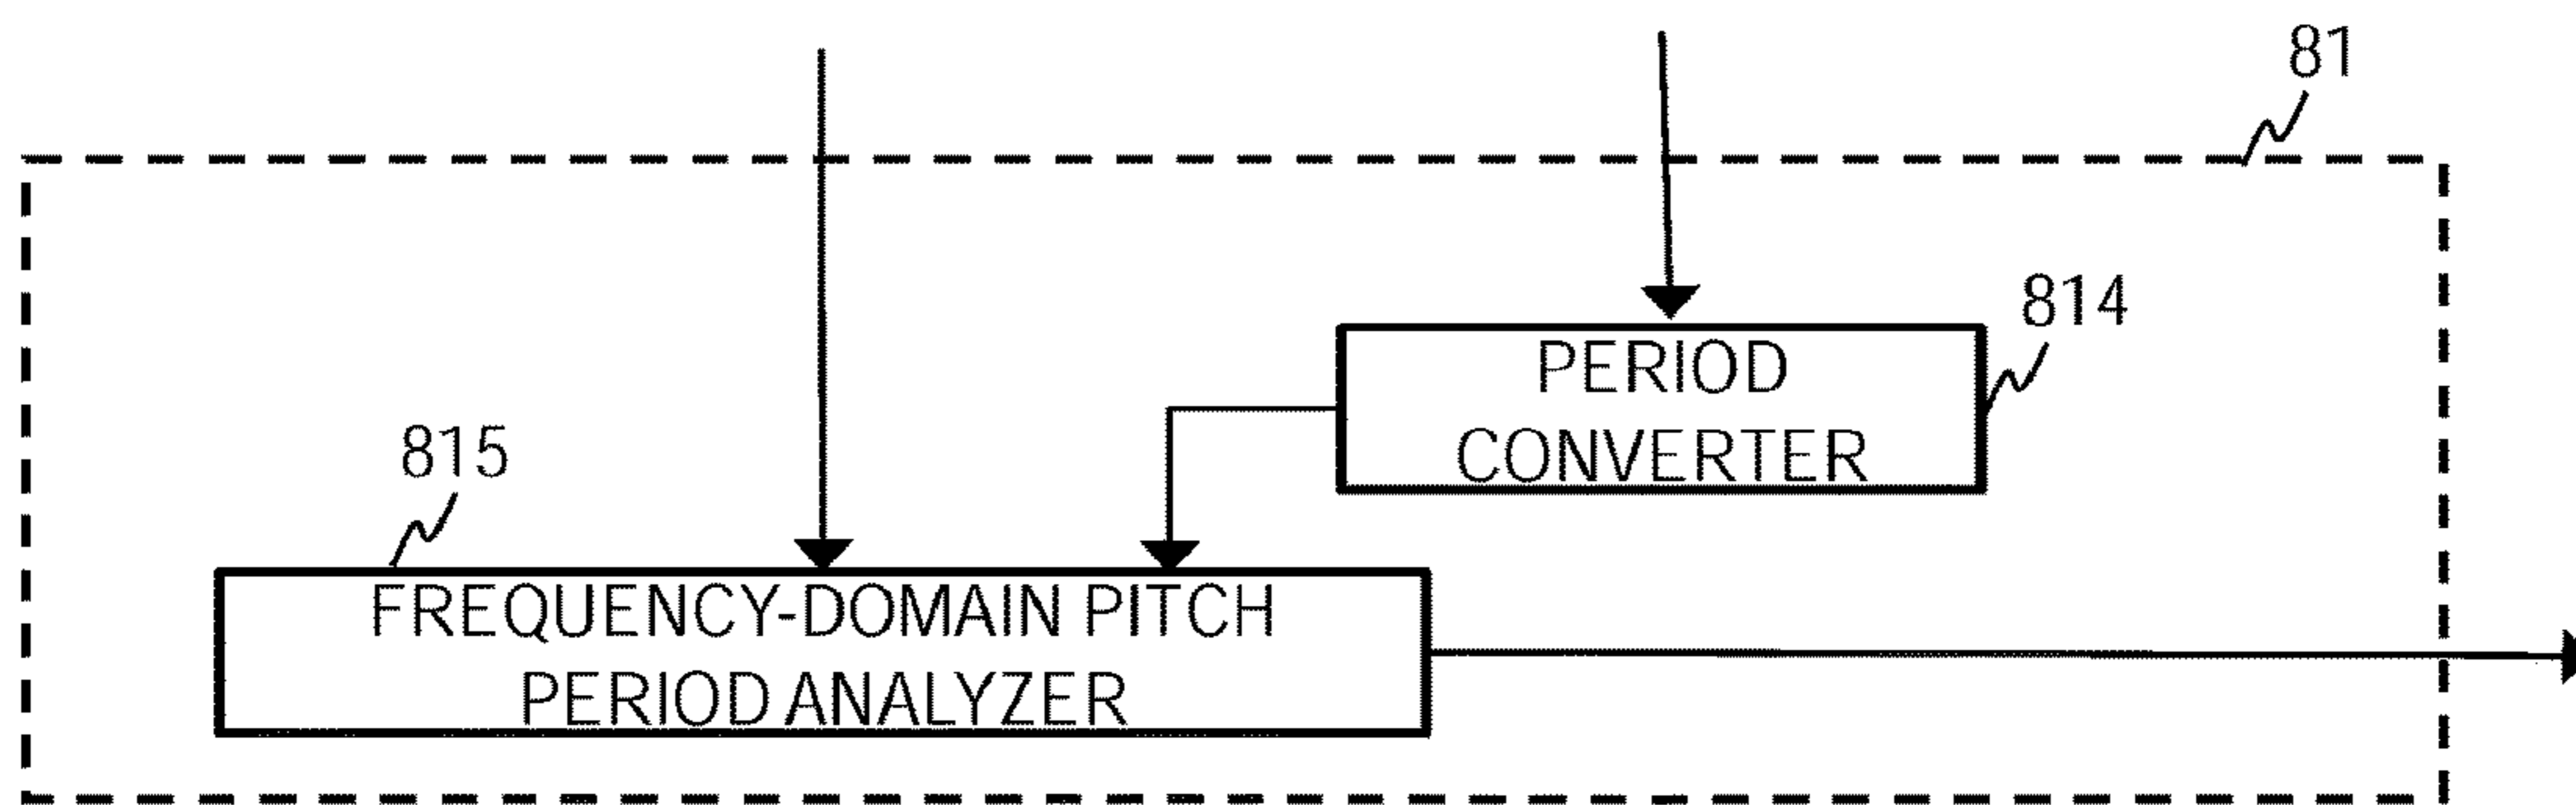 81
814
PERIOD
CONVERTER
815
FREQUENCY-DOMAIN PITCH
PERIOD ANALYZER